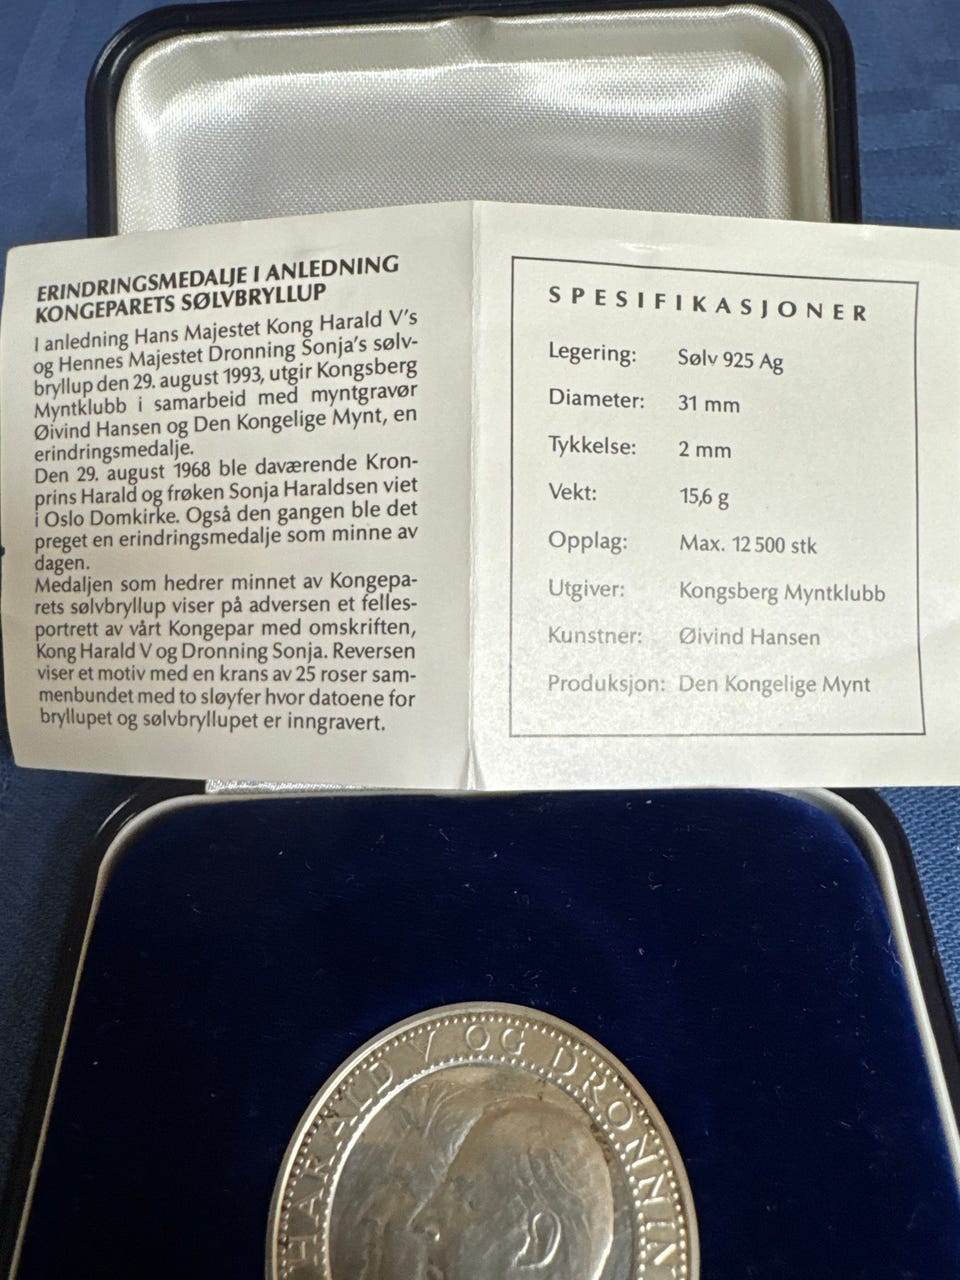 ERINDRINGSMEDALJE I ANLEDNING
KONGEPARETS SØLVBRYLLUP
I anledning Hans Majestet Kong Harald V's
og Hennes Majestet Dronning Sonja's sølv-
bryllup den 29. august 1993, utgir Kongsberg
Myntklubb i samarbeid med myntgravør
Øivind Hansen og Den Kongelige Mynt, en
erindringsmedalje.
Den 29. august 1968 ble daværende Kron-
prins Harald og frøken Sonja Haraldsen viet
i Oslo Domkirke. Også den gangen ble det
preget en erindringsmedalje som minne av
dagen.
Medaljen som hedrer minnet av Kongepa-
rets sølvbryllup viser på adversen et felles-
portrett av vårt Kongepar med omskriften,
Kong Harald V og Dronning Sonja. Reversen
viser et motiv med en krans av 25 roser sam-
menbundet med to sløyfer hvor datoene for
bryllupet og sølvbryllupet er inngravert.
SPESIFIKASJONER
Legering: Sølv 925 Ag
Diameter: 31 mm
Tykkelse: 2 mm
Vekt: 15,6 g
Opplag: Max. 12 500 stk
Utgiver: Kongsberg Myntklubb
Kunstner: Øivind Hansen
Produksjon: Den Kongelige Mynt
HARALD V OG DRONNIN